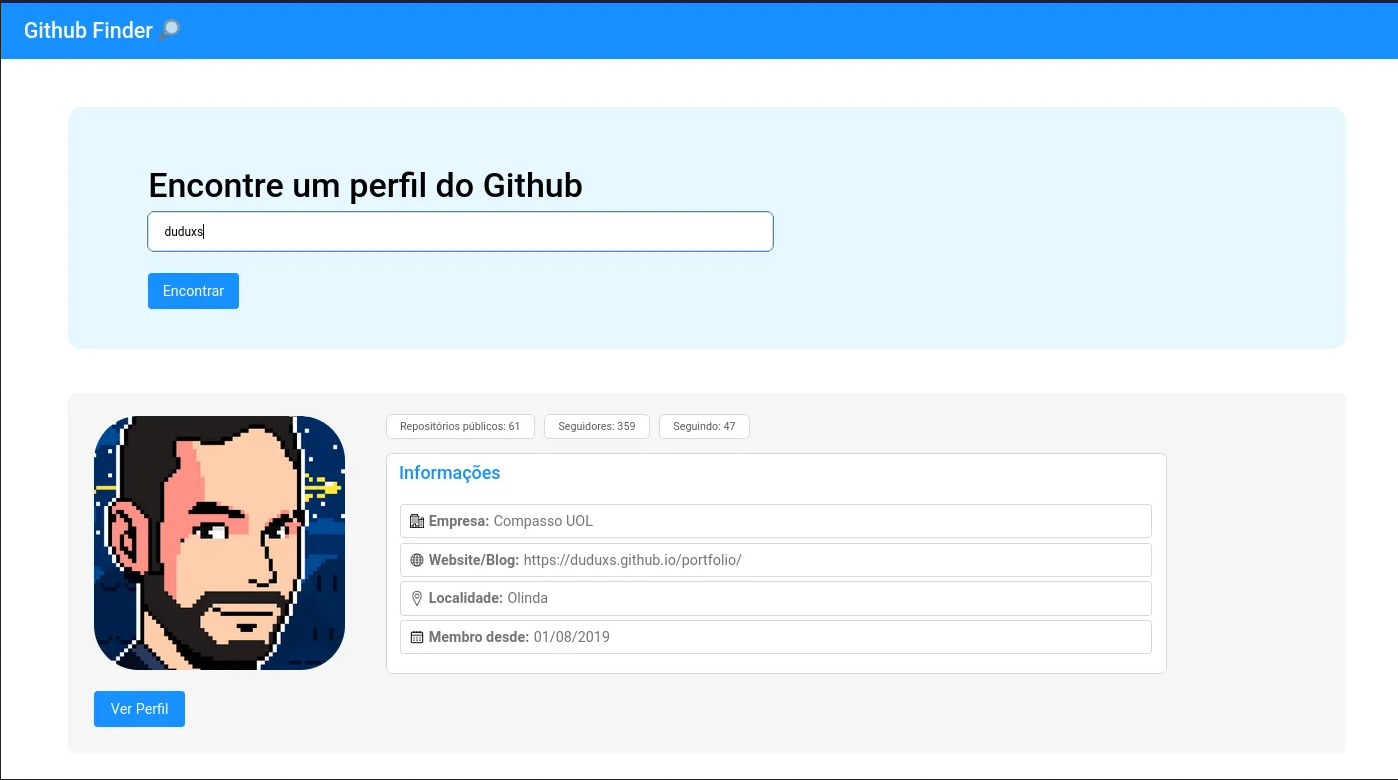 Github Finder 🔎
Encontre um perfil do Github
duduxs
Encontrar
Repositórios públicos: 61
Seguidores: 359
Seguindo: 47
Informações
Empresa: Compasso UOL
Website/Blog: https://duduxs.github.io/portfolio/
Localidade: Olinda
Membro desde: 01/08/2019
Ver Perfil